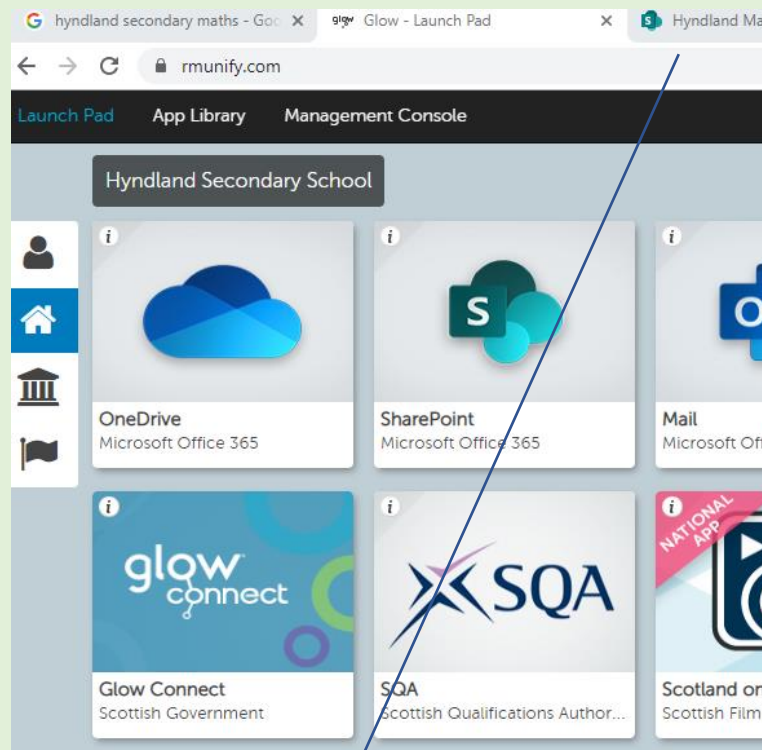 hyndland secondary maths - Goo
glow Glow - Launch Pad
Hyndland Ma
rmunify.com
Launch Pad App Library Management Console
Hyndland Secondary School
S
O
OneDrive
Microsoft Office 365
SharePoint
Microsoft Office 365
Mail
Microsoft Off
glow
connect
SQA
NATIONAL
APP
Glow Connect
Scottish Government
SQA
Scottish Qualifications Author...
Scotland on
Scottish Film